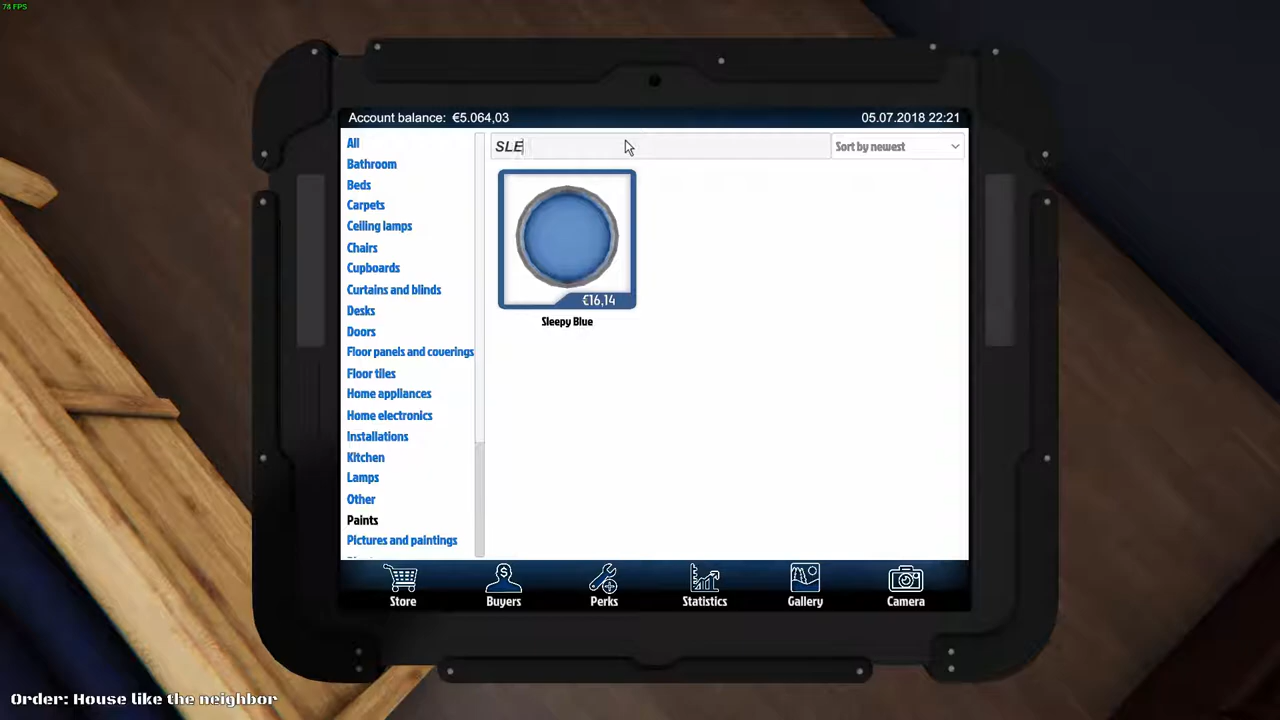 74 FPS
Account balance: €5.064,03
05.07.2018 22:21
All
Bathroom
Beds
Carpets
Ceiling lamps
Chairs
Cupboards
Curtains and blinds
Desks
Doors
Floor panels and coverings
Floor tiles
Home appliances
Home electronics
Installations
Kitchen
Lamps
Other
Paints
Pictures and paintings
SLE
Sort by newest
€16,14
Sleepy Blue
Store
Buyers
Perks
Statistics
Gallery
Camera
Order: House like the neighbor